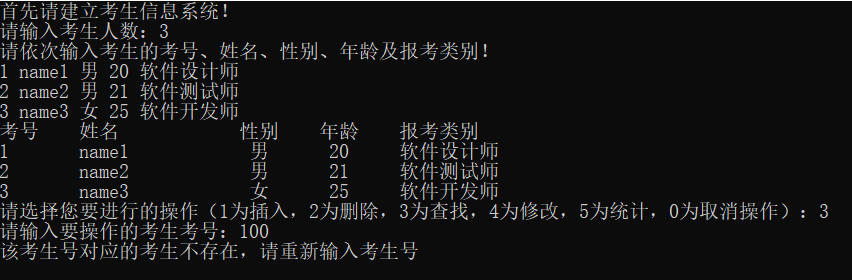 首先请建立考生信息系统!
请输入考生人数: 3
请依次输入考生的考号、姓名、性别、年龄及报考类别!
1 name1 男 20 软件设计师
2 name2 男 21 软件测试师
3 name3 女 25 软件开发师
考号 姓名 性别 年龄 报考类别
1 name1 男 20 软件设计师
2 name2 男 21 软件测试师
3 name3 女 25 软件开发师
请选择您要进行的操作（1为插入，2为删除，3为查找，4为修改，5为统计，0为取消操作）: 3
请输入要操作的考生考号: 100
该考生号对应的考生不存在，请重新输入考生号